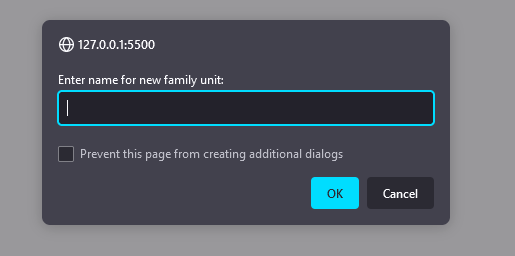 127.0.0.1:5500
Enter name for new family unit:
Prevent this page from creating additional dialogs
OK
Cancel